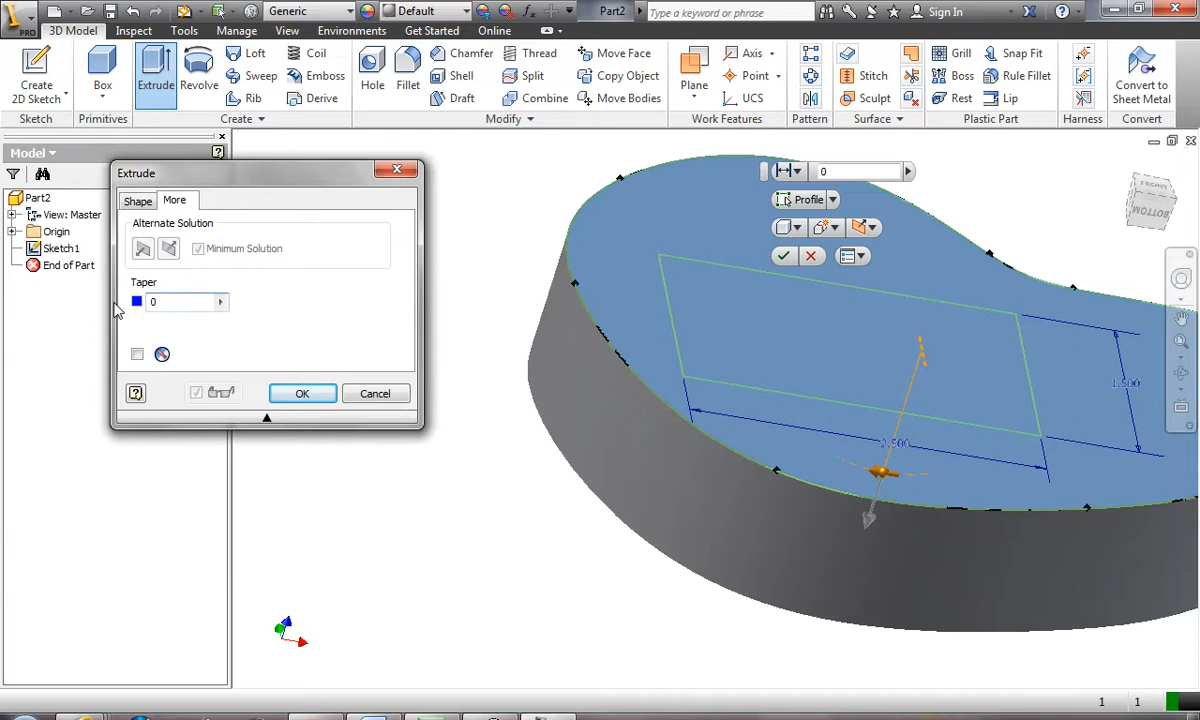 PRO
Generic
Default
fx
Part2
Type a keyword or phrase
Sign In
3D Model Inspect Tools Manage View Environments Get Started Online
Create 2D Sketch
Sketch
Box
Primitives
Extrude
Revolve
Loft
Sweep
Rib
Coil
Emboss
Derive
Create
Hole
Fillet
Chamfer
Shell
Draft
Thread
Split
Combine
Move Face
Copy Object
Move Bodies
Modify
Plane
Axis
Point
UCS
Work Features
Pattern
Stitch
Sculpt
Surface
Grill
Boss
Rest
Snap Fit
Rule Fillet
Lip
Plastic Part
Harness
Convert to Sheet Metal
Convert
Model
Part2
View: Master
Origin
Sketch1
End of Part
Extrude
Shape More
Alternate Solution
Minimum Solution
Taper
0
OK
Cancel
0
Profile
FRONT
BOTTOM
1.500
2.500
1 1